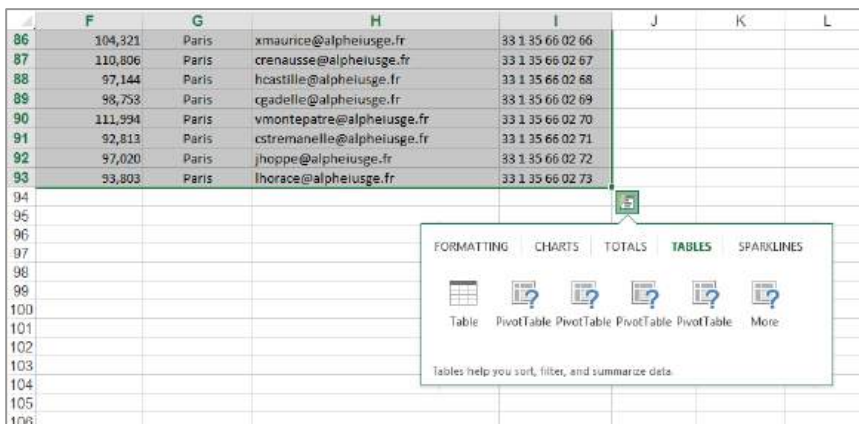 F G H I J K L
86 104,321 Paris xmaurice@alpheiusge.fr 33 1 35 66 02 66
87 110,806 Paris crenausse@alpheiusge.fr 33 1 35 66 02 67
88 97,144 Paris hcastille@alpheiusge.fr 33 1 35 66 02 68
89 98,753 Paris cgadelle@alpheiusge.fr 33 1 35 66 02 69
90 111,994 Paris vmontepatre@alpheiusge.fr 33 1 35 66 02 70
91 92,813 Paris cstremanelle@alpheiusge.fr 33 1 35 66 02 71
92 97,020 Paris jhoppe@alpheiusge.fr 33 1 35 66 02 72
93 93,803 Paris lhorace@alpheiusge.fr 33 1 35 66 02 73
94
95
96
FORMATTING CHARTS TOTALS TABLES SPARKLINES
97
98
99
100
Table PivotTable PivotTable PivotTable PivotTable More
101
102
103
Tables help you sort, filter, and summarize data.
104
105
106